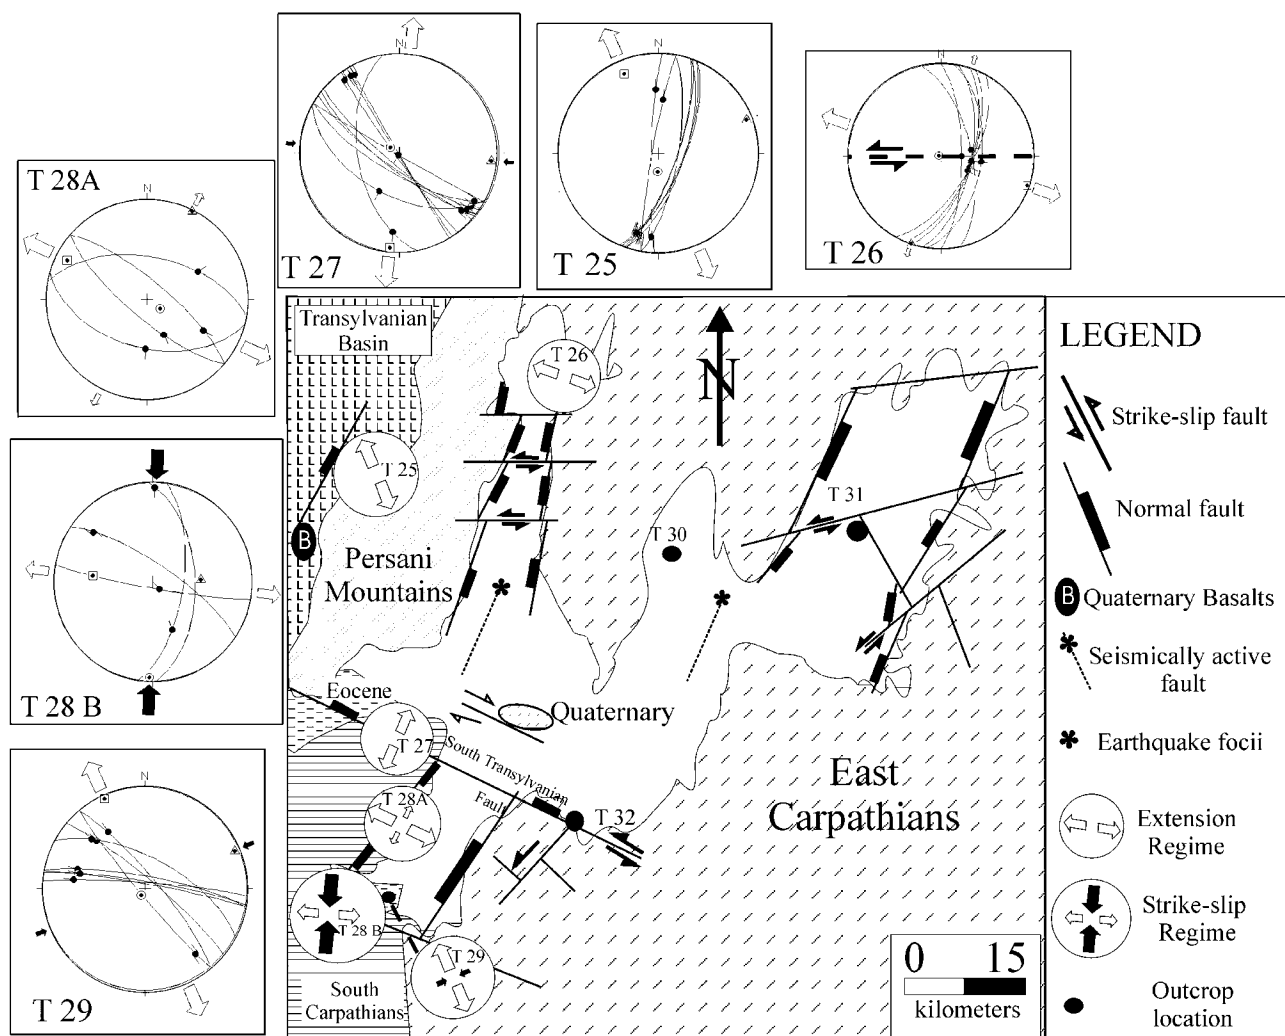 N
N
N
T 28A
N
T 27
T 25
T 26
Transylvanian
Basin
LEGEND
T 26
N
Strike-slip fault
T 25
T 31
Normal fault
B
T 30
Persani
Mountains
B
Quaternary Basalts
Seismically active
fault
T 28 B
Eocene
Quaternary
Earthquake focii
T 27
South Transylvanian
Fault
East
Carpathians
N
T 28A
T 32
Extension
Regime
T 28 B
Strike-slip
Regime
T 29
0 15
kilometers
T 29
South
Carpathians
Outcrop
location